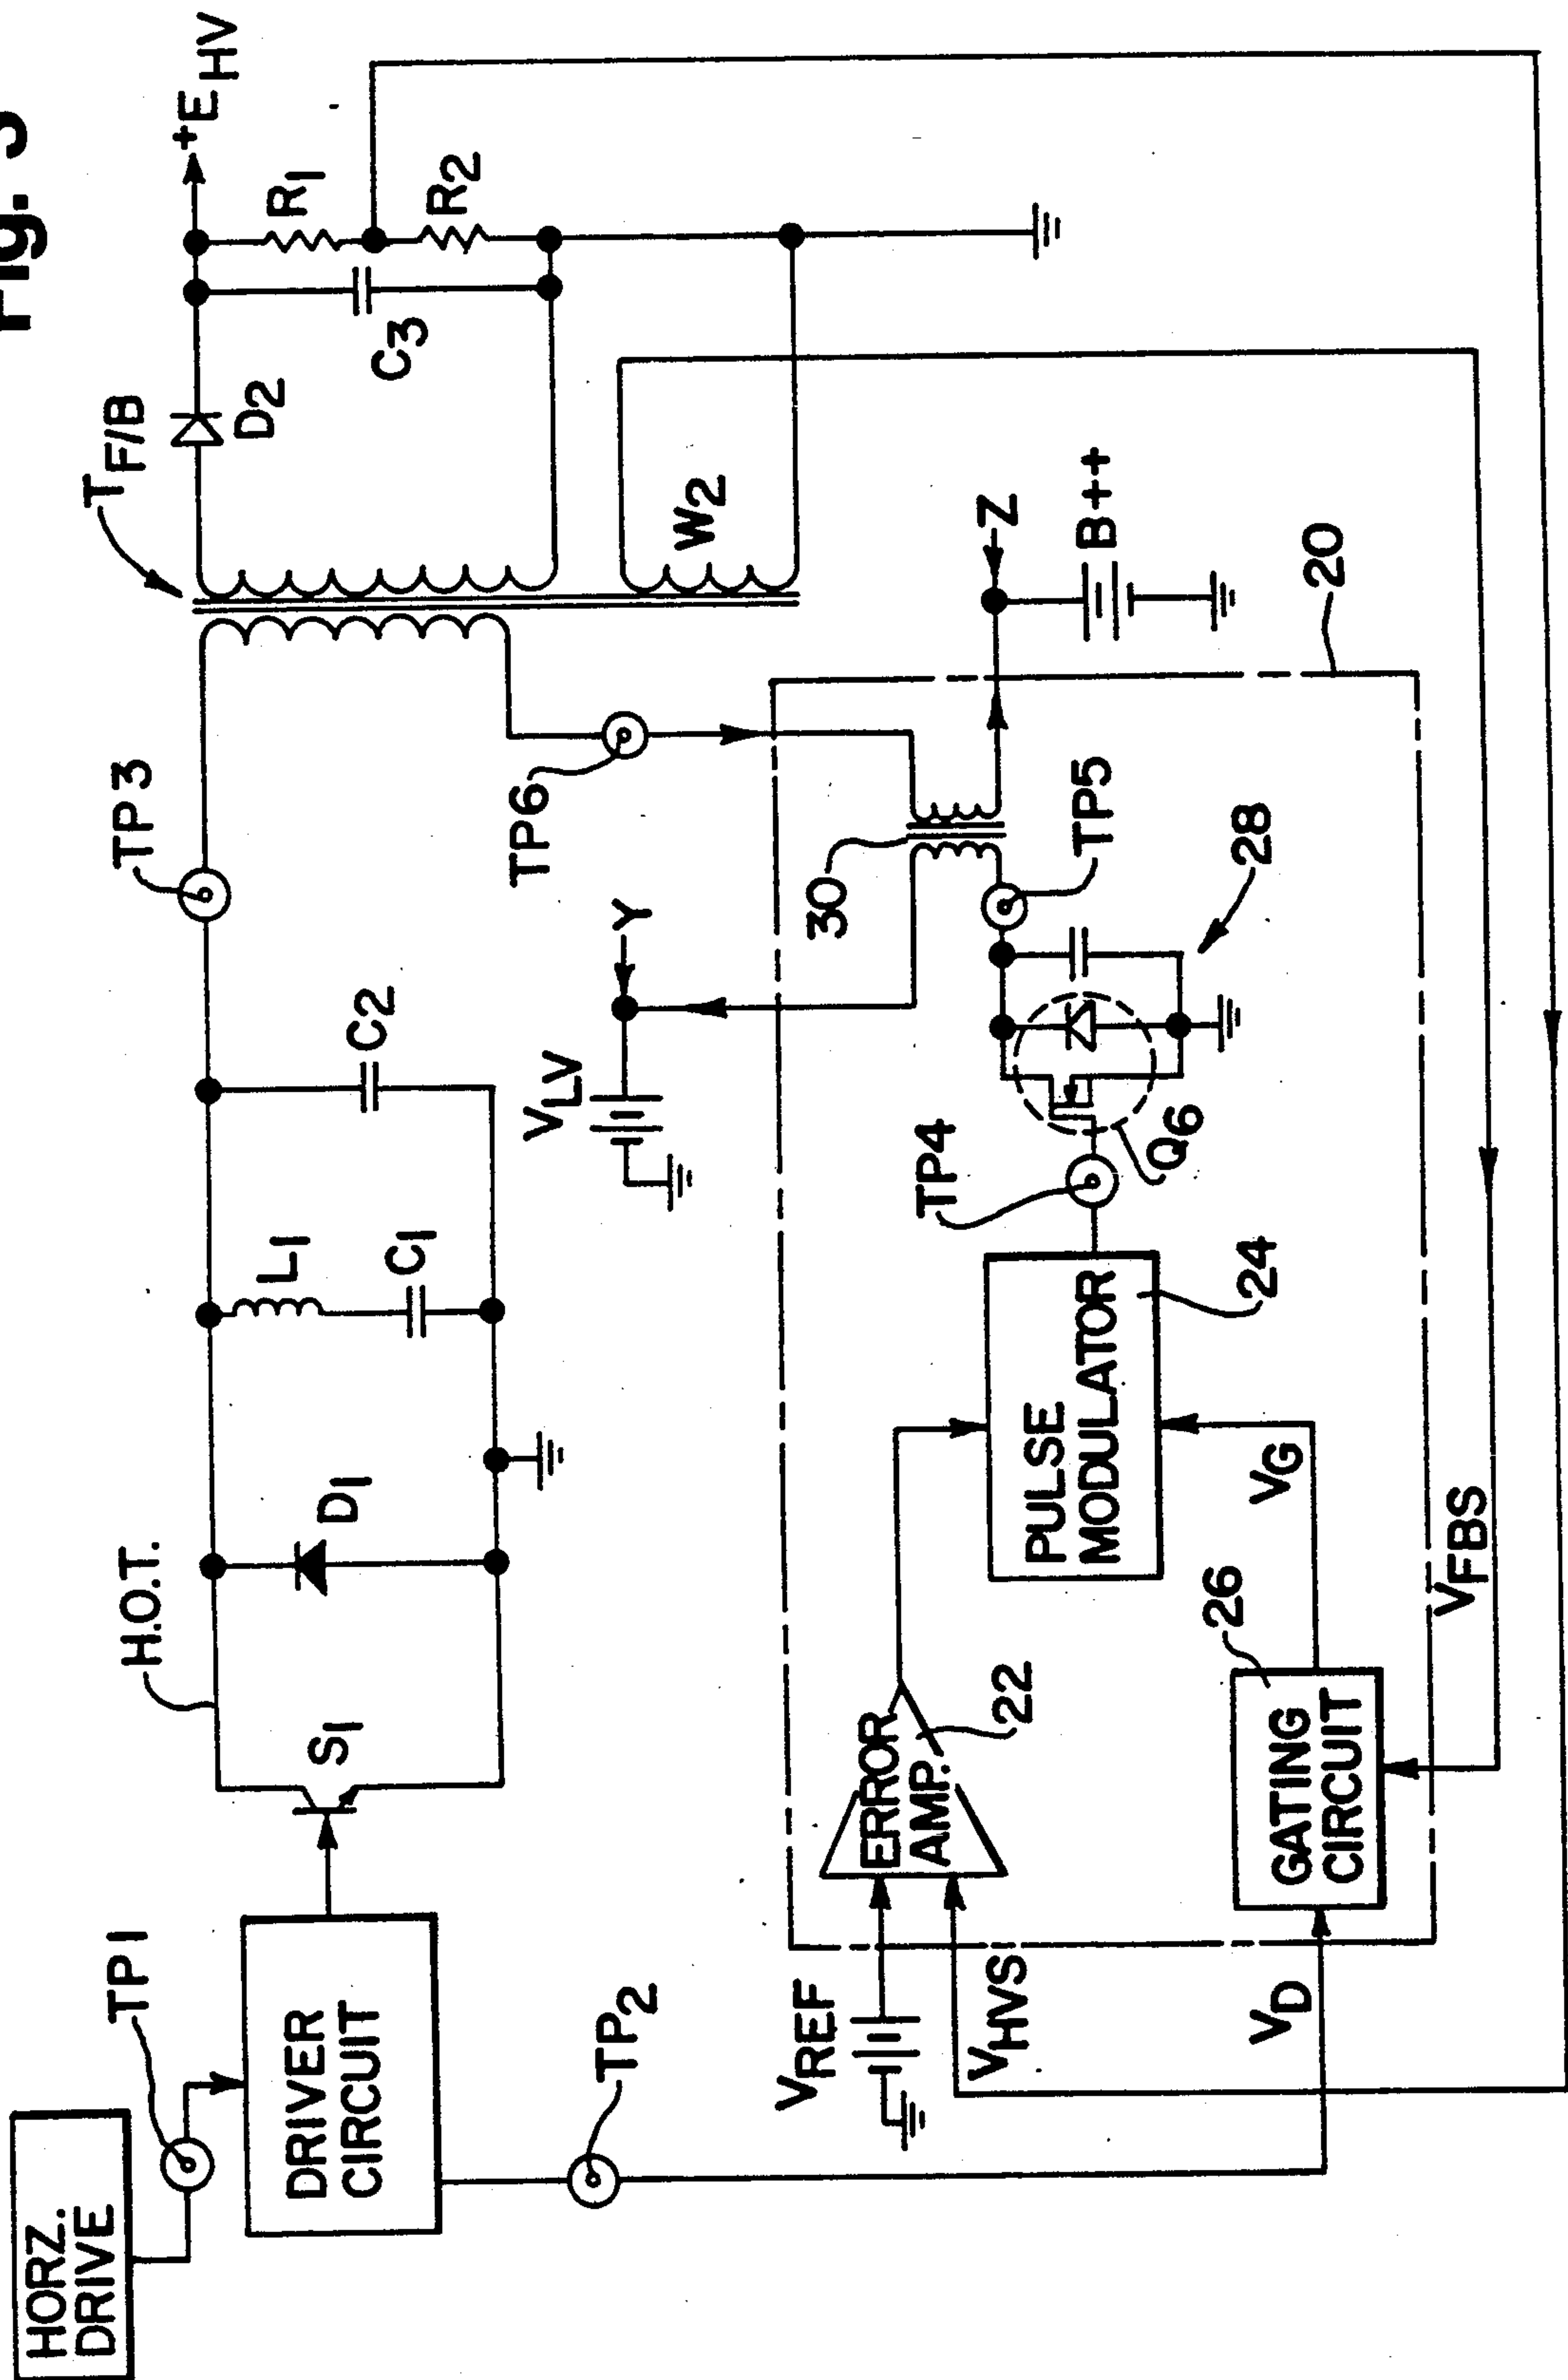 Fig. 3
HORZ.
DRIVE
TP1
DRIVER
CIRCUIT
TP2
S1
H.O.T.
D1
L1
C1
C2
TP3
TF/B
D2
C3
R1
R2
+EHV
W2
TP6
VLV
Y
30
Z
B++
20
TP5
28
Q6
TP4
PULSE
MODULATOR
24
VG
ERROR
AMP.
22
VREF
VHVS
VD
GATING
CIRCUIT
26
VFBS